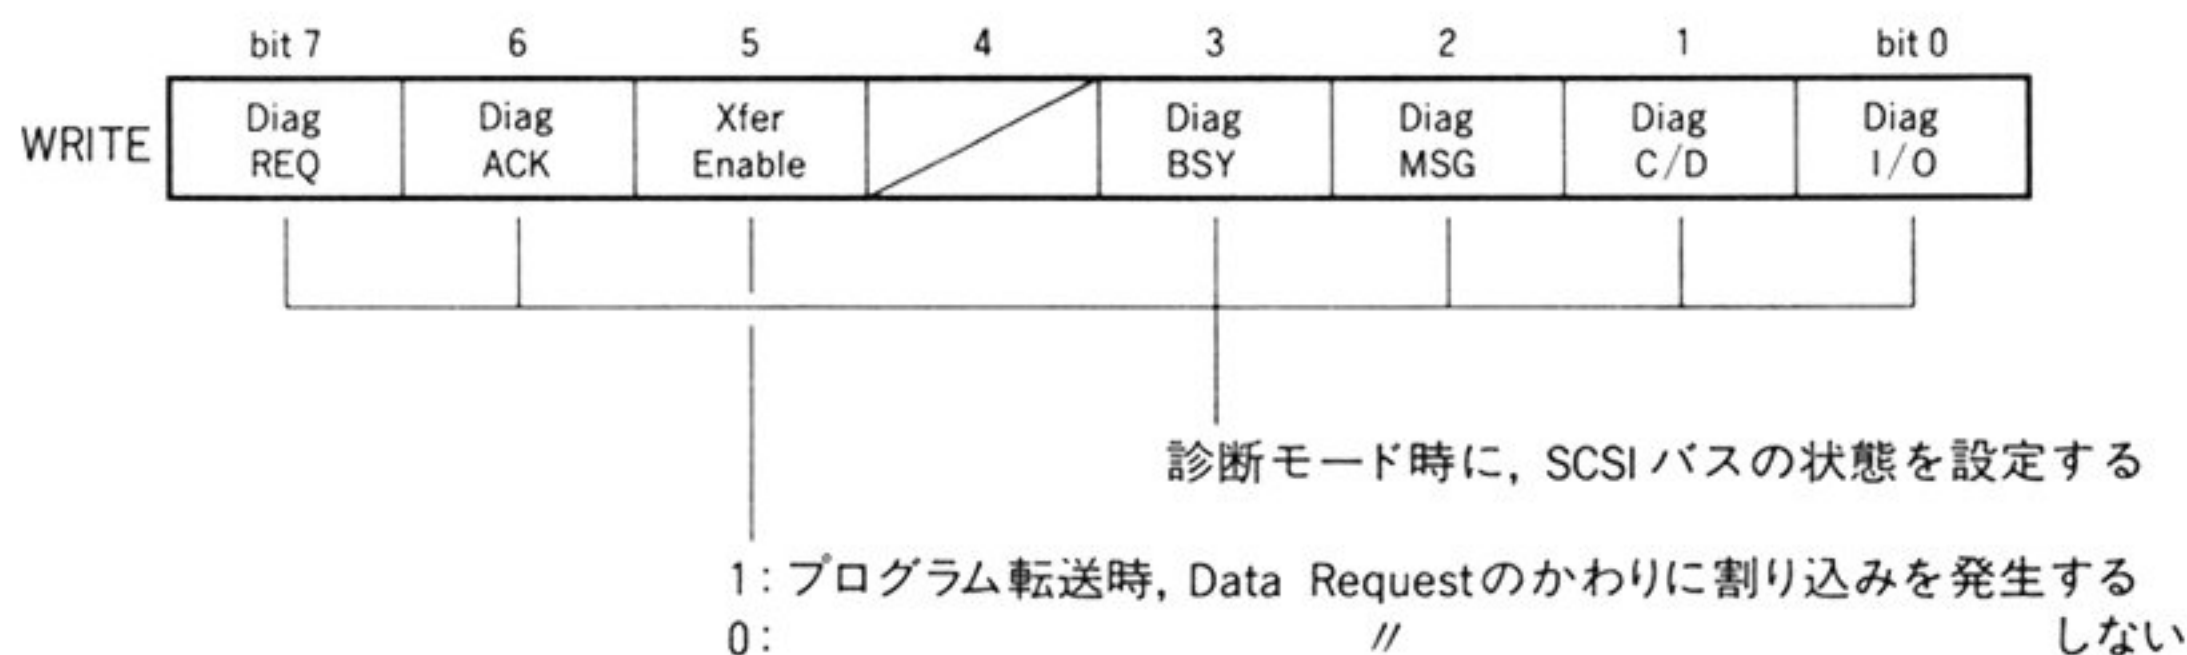 bit 7 6 5 4 3 2 1 bit 0
WRITE
Diag REQ
Diag ACK
Xfer Enable
Diag BSY
Diag MSG
Diag C/D
Diag I/O
診断モード時に, SCSI バスの状態を設定する
1: プログラム転送時, Data Requestのかわりに割り込みを発生する
0: 〃 しない